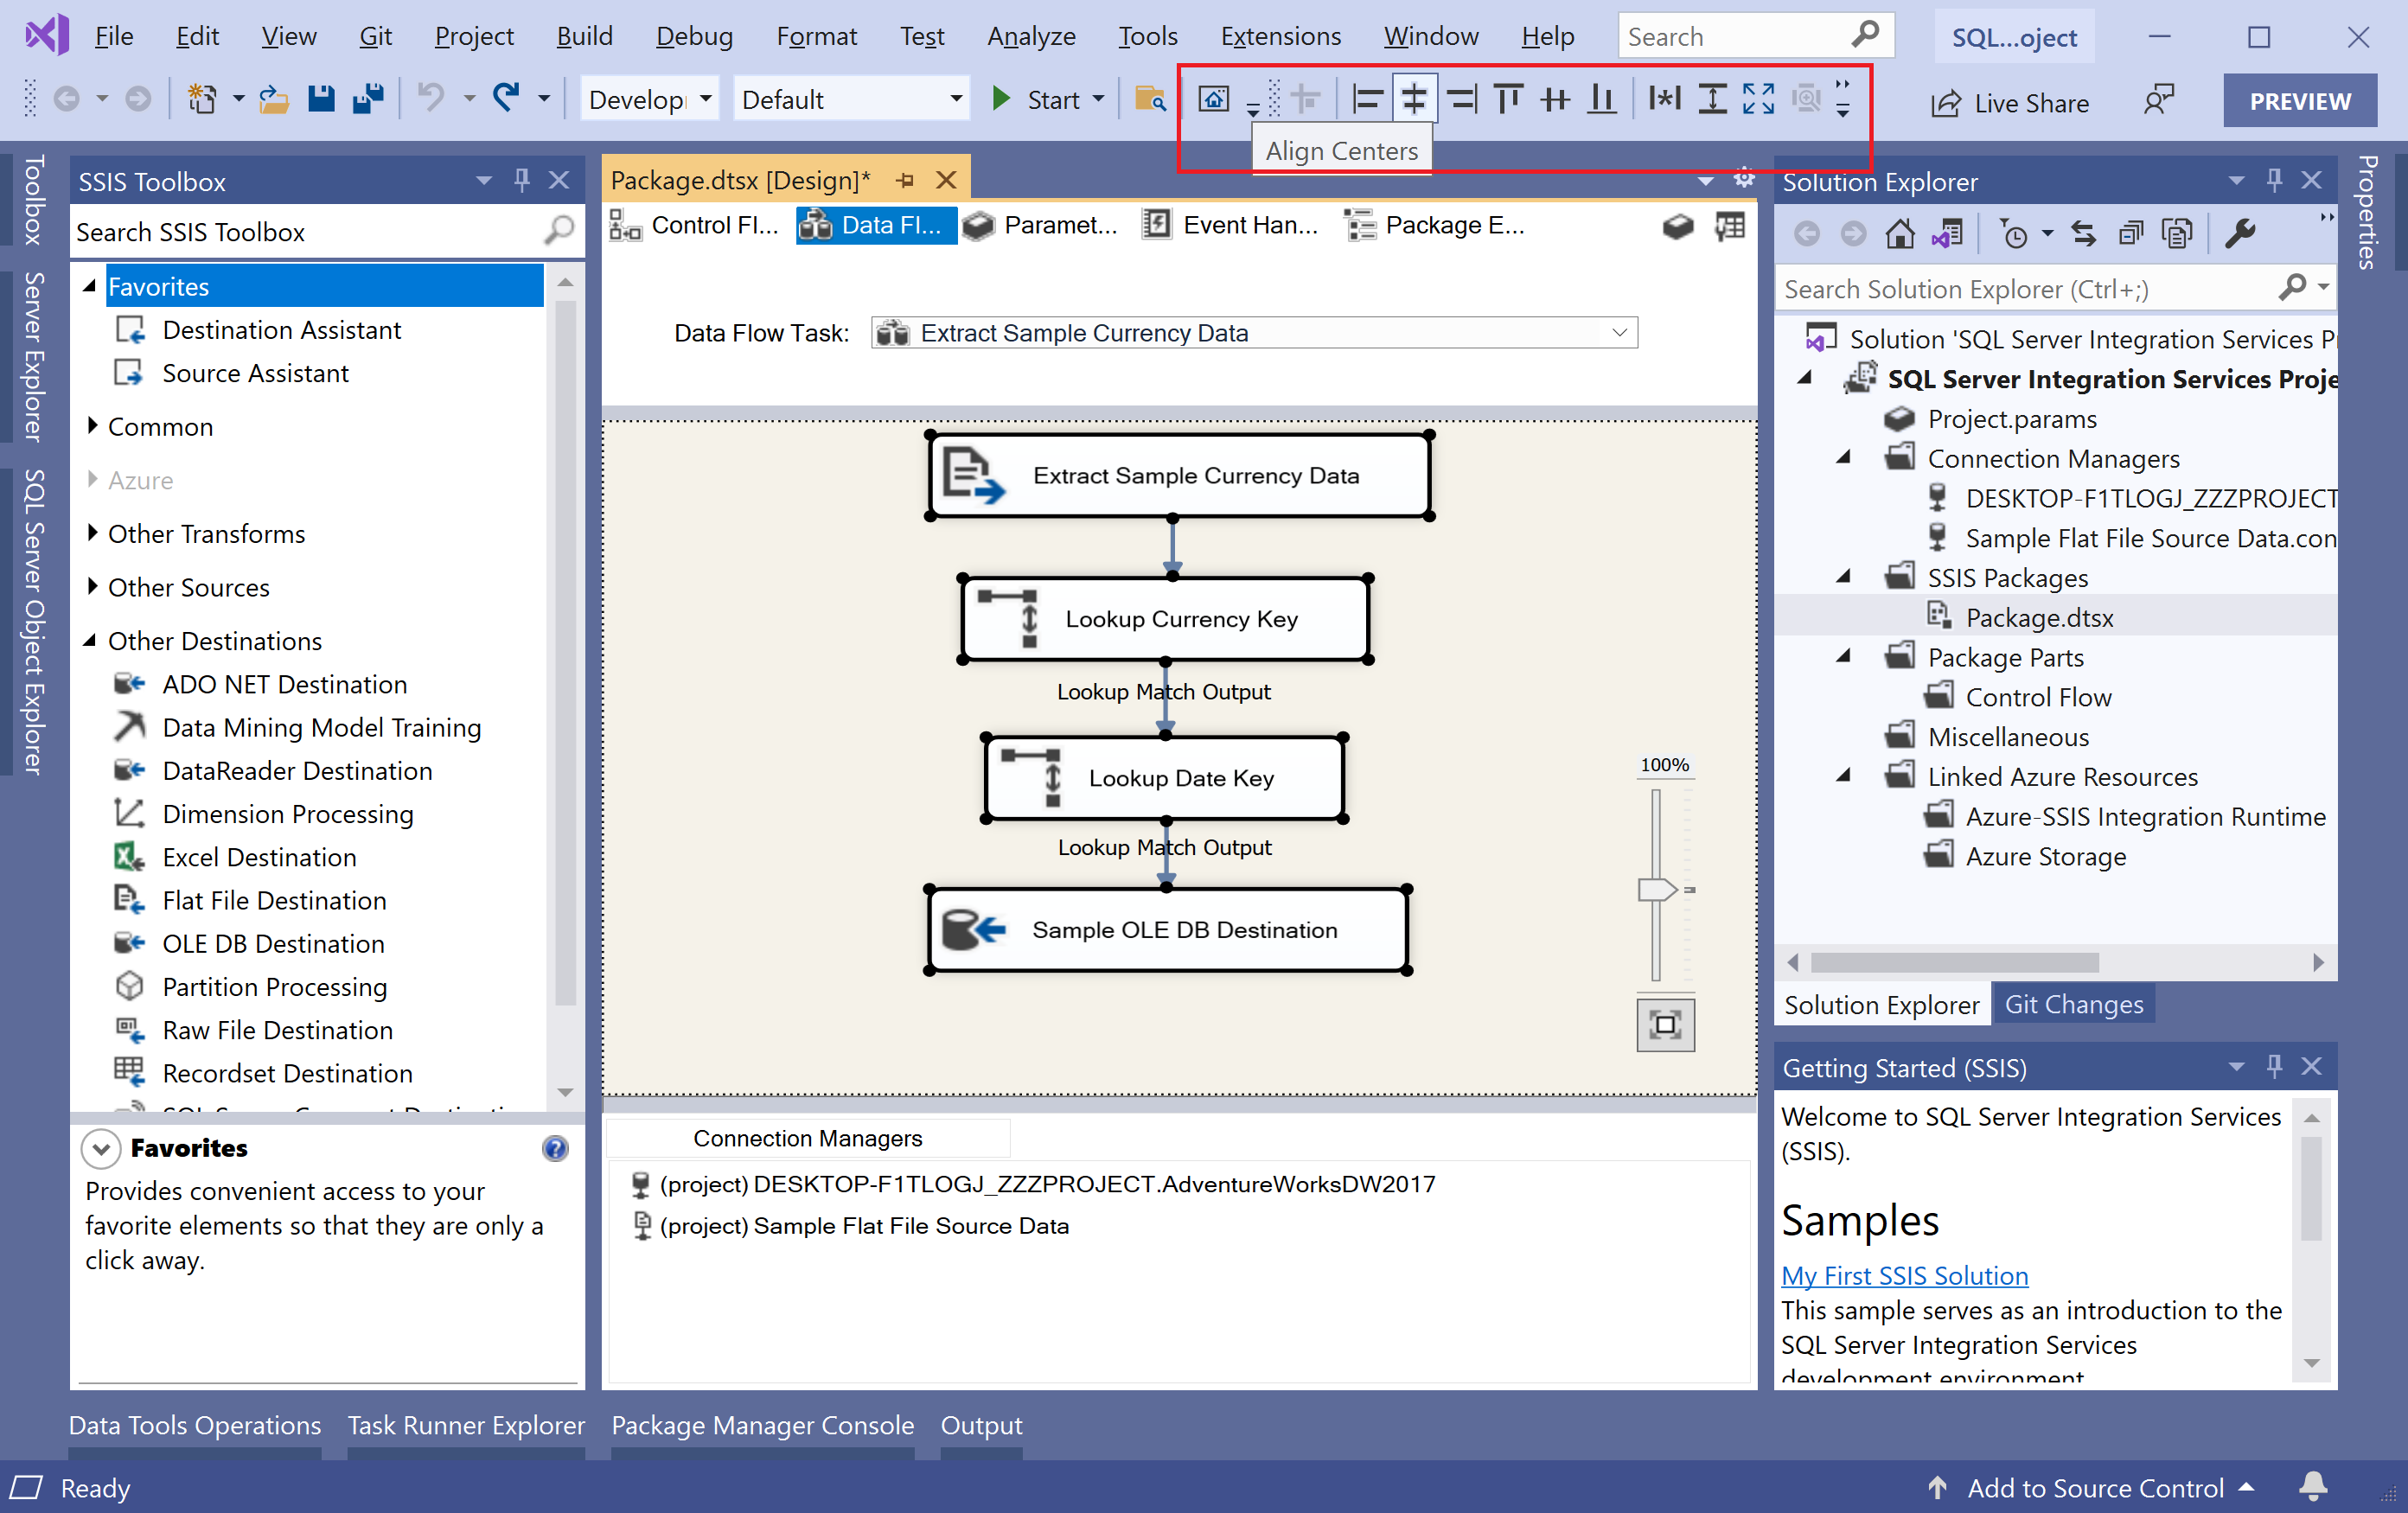 File Edit View Git Project Build Debug Format Test Analyze Tools Extensions Window Help Search SQL...oject
Develop Default Start Live Share PREVIEW
Align Centers
Toolbox
Server Explorer
SQL Server Object Explorer
SSIS Toolbox
Search SSIS Toolbox
Favorites
Destination Assistant
Source Assistant
Common
Azure
Other Transforms
Other Sources
Other Destinations
ADO NET Destination
Data Mining Model Training
DataReader Destination
Dimension Processing
Excel Destination
Flat File Destination
OLE DB Destination
Partition Processing
Raw File Destination
Recordset Destination
Favorites
Provides convenient access to your
favorite elements so that they are only a
click away.
Package.dtsx [Design]*
Control Fl... Data Fl... Paramet... Event Han... Package E...
Data Flow Task: Extract Sample Currency Data
Extract Sample Currency Data
Lookup Currency Key
Lookup Match Output
Lookup Date Key
Lookup Match Output
Sample OLE DB Destination
100%
Connection Managers
(project) DESKTOP-F1TLOGJ_ZZZPROJECT.AdventureWorksDW2017
(project) Sample Flat File Source Data
Solution Explorer
Search Solution Explorer (Ctrl+;)
Solution 'SQL Server Integration Services P
SQL Server Integration Services Proje
Project.params
Connection Managers
DESKTOP-F1TLOGJ_ZZZPROJECT
Sample Flat File Source Data.con
SSIS Packages
Package.dtsx
Package Parts
Control Flow
Miscellaneous
Linked Azure Resources
Azure-SSIS Integration Runtime
Azure Storage
Solution Explorer Git Changes
Getting Started (SSIS)
Welcome to SQL Server Integration Services
(SSIS).
Samples
My First SSIS Solution
This sample serves as an introduction to the
SQL Server Integration Services
development environment
Properties
Data Tools Operations Task Runner Explorer Package Manager Console Output
Ready Add to Source Control